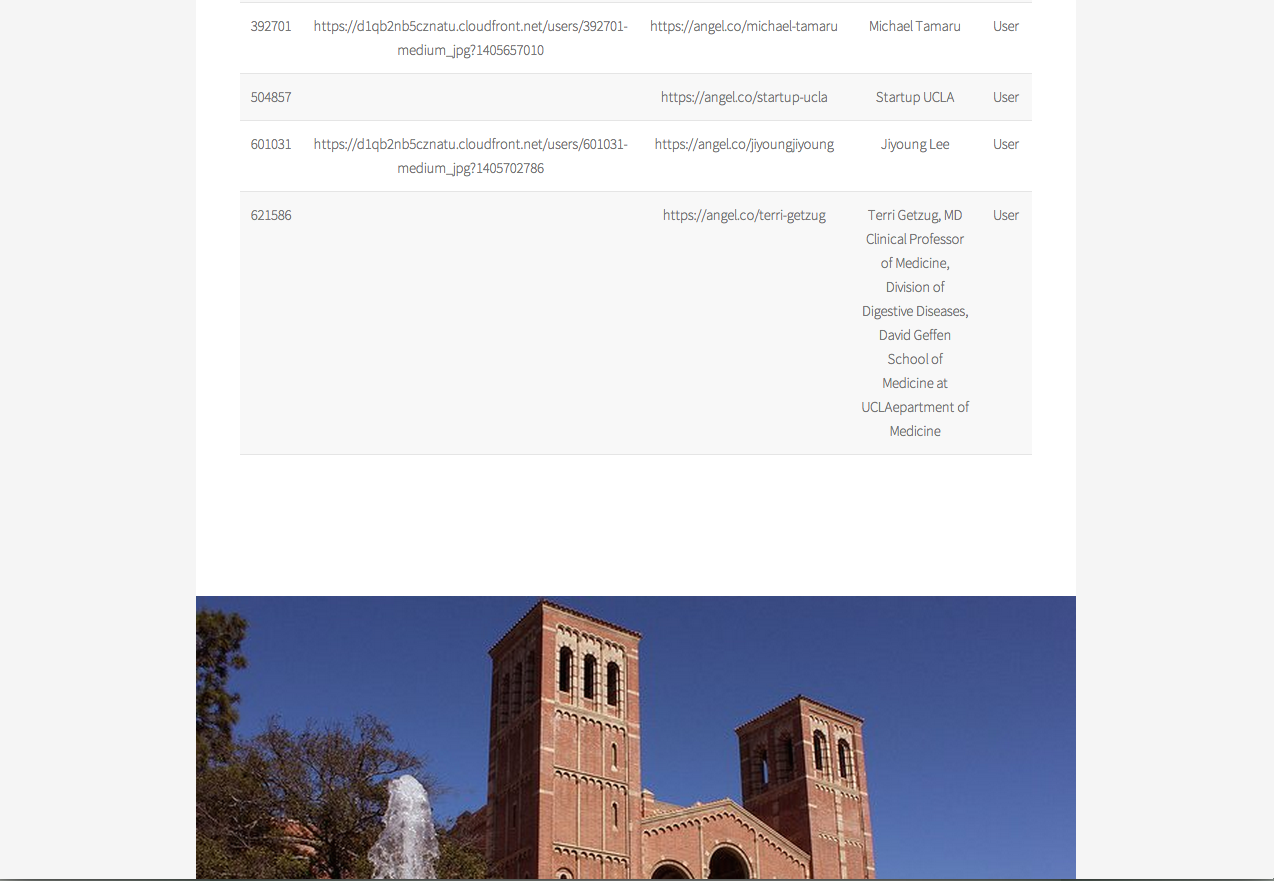 392701 https://d1qb2nb5cznatu.cloudfront.net/users/392701- https://angel.co/michael-tamaru Michael Tamaru User
medium_jpg?1405657010
504857 https://angel.co/startup-ucla Startup UCLA User
601031 https://d1qb2nb5cznatu.cloudfront.net/users/601031- https://angel.co/jiyoungjiyoung Jiyoung Lee User
medium_jpg?1405702786
621586 https://angel.co/terri-getzug Terri Getzug, MD User
Clinical Professor
of Medicine,
Division of
Digestive Diseases,
David Geffen
School of
Medicine at
UCLAepartment of
Medicine